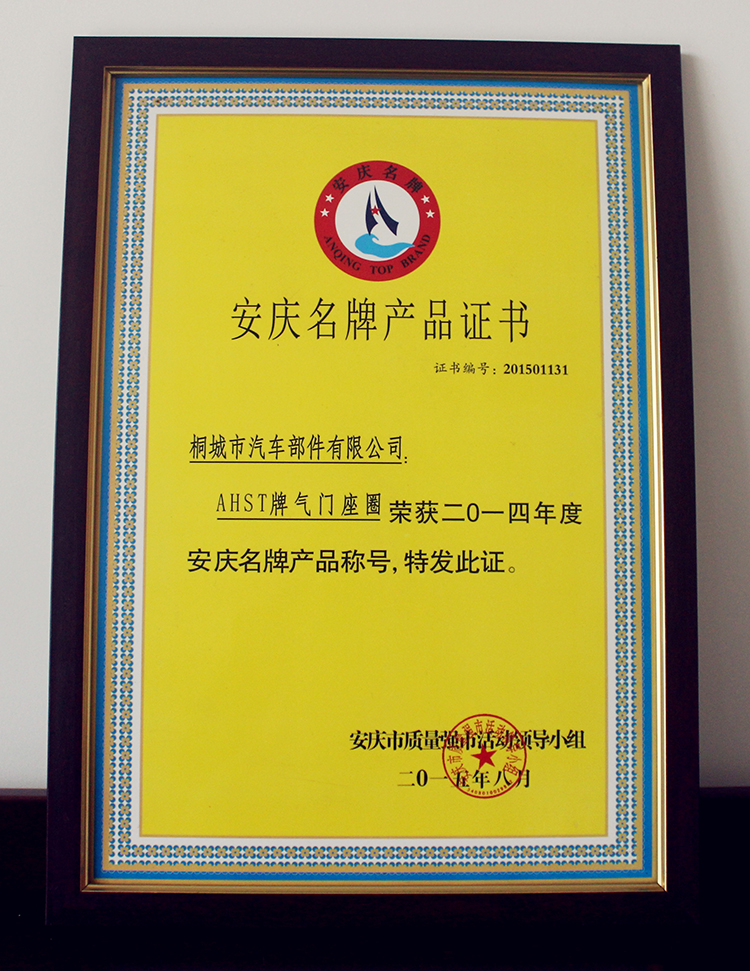 安庆名牌
ANQING TOP BRAND
安庆名牌产品证书
证书编号：201501131
桐城市汽车部件有限公司：
AHST牌气门座圈荣获二0一四年度
安庆名牌产品称号，特发此证。
安庆市质量强市活动领导小组
二0一五年八月